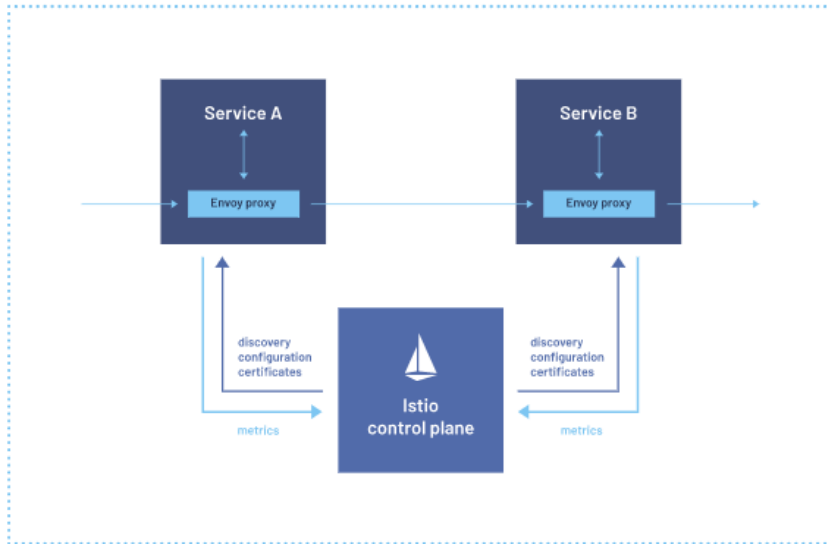 Service A
Envoy proxy
Service B
Envoy proxy
discovery
configuration
certificates
metrics
Istio
control plane
discovery
configuration
certificates
metrics